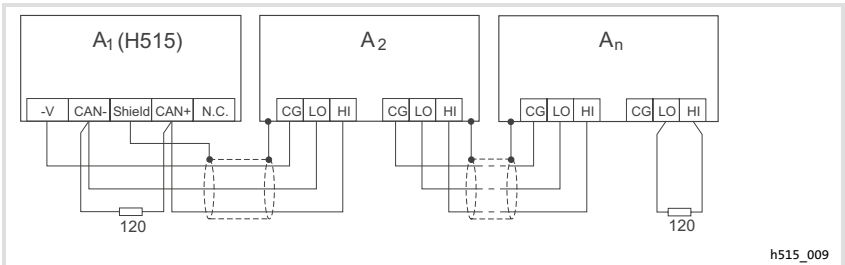 A1 (H515) A2 An
-V CAN- Shield CAN+ N.C. CG LO HI CG LO HI CG LO HI CG LO HI
120 120
h515_009